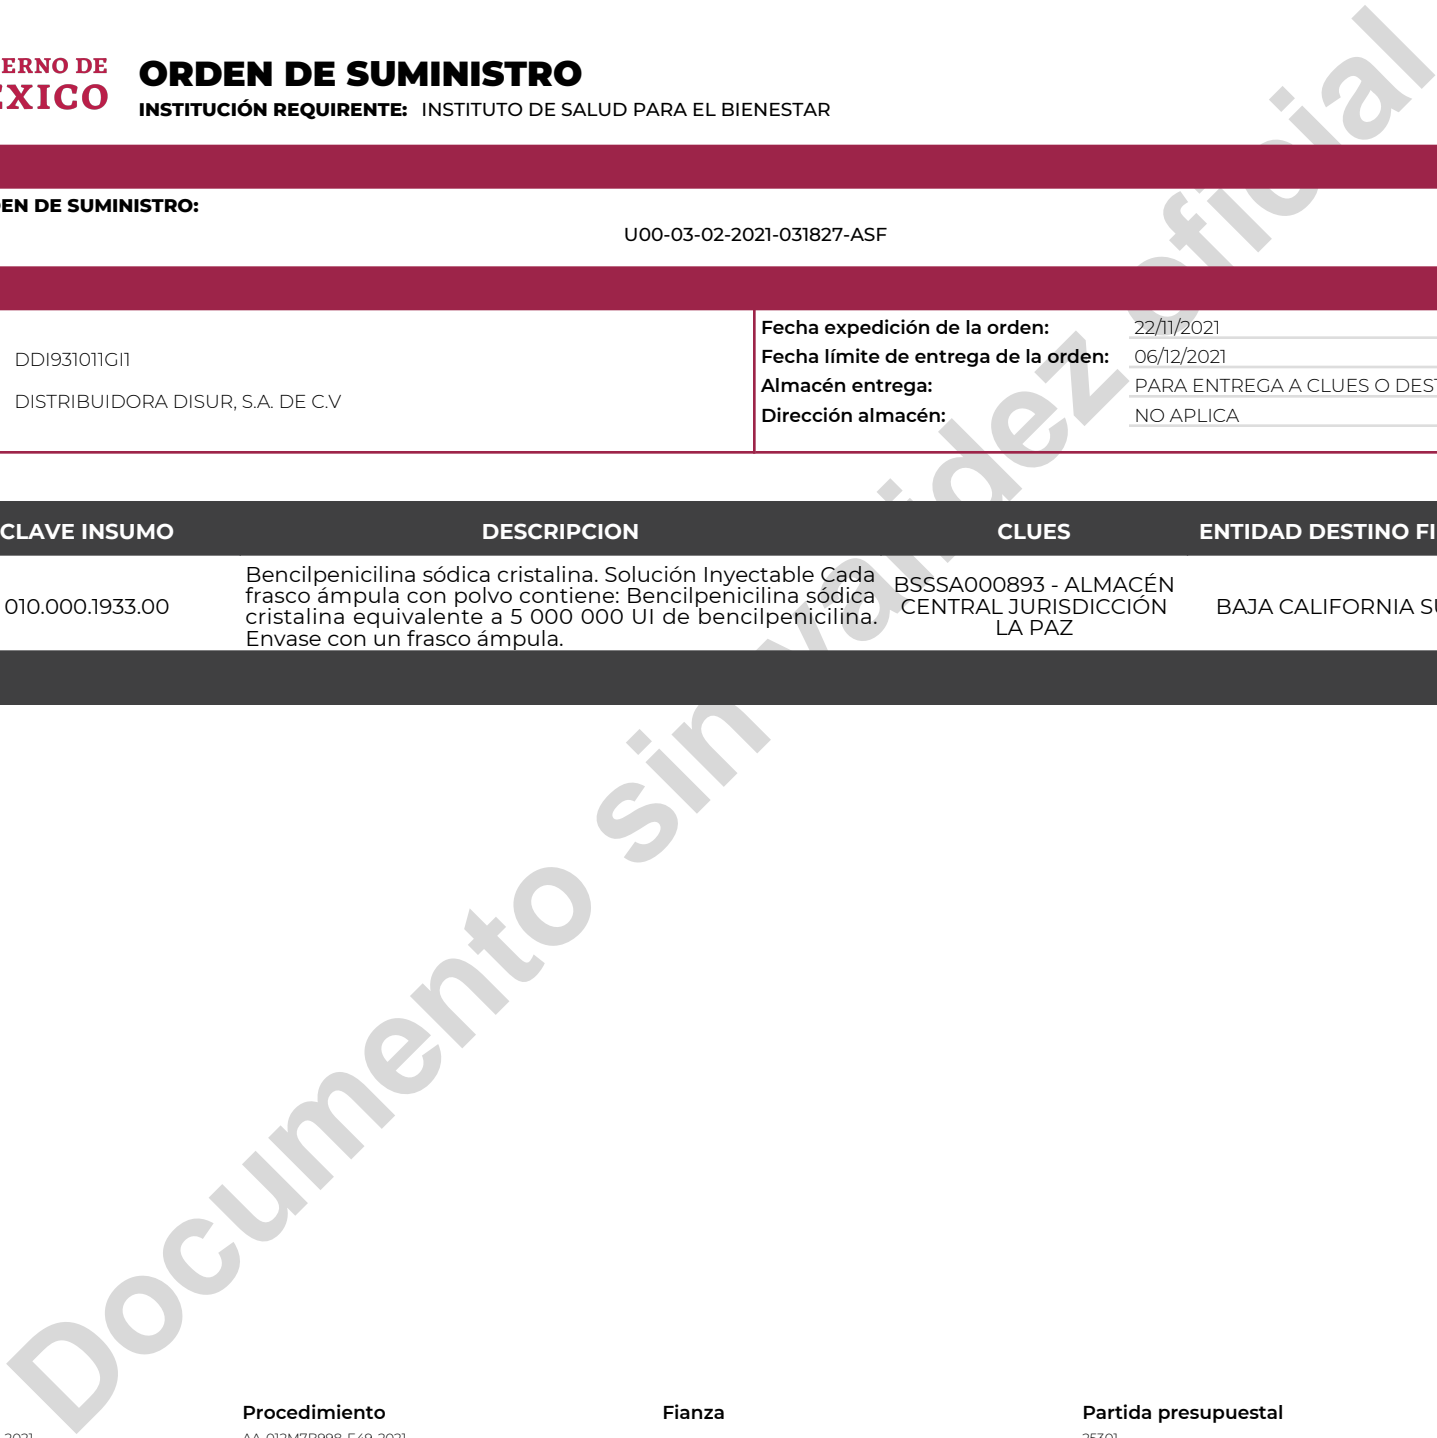 ERNO DE
ORDEN DE SUMINISTRO
INSTITUCIÓN REQUIRENTE: INSTITUTO DE SALUD PARA EL BIENESTAR
EXICO
EN DE SUMINISTRO:
U00-03-02-2021-031827-ASF
DDI931011GI1
DISTRIBUIDORA DISUR, S.A. DE C.V
Fecha expedición de la orden: 22/11/2021
Fecha límite de entrega de la orden: 06/12/2021
Almacén entrega: PARA ENTREGA A CLUES O DEST
Dirección almacén: NO APLICA
CLAVE INSUMO DESCRIPCION CLUES ENTIDAD DESTINO FI
010.000.1933.00
Bencilpenicilina sódica cristalina. Solución Inyectable Cada
frasco ámpula con polvo contiene: Bencilpenicilina sódica
cristalina equivalente a 5 000 000 UI de bencilpenicilina.
Envase con un frasco ámpula.
BSSSA000893 - ALMACÉN
CENTRAL JURISDICCIÓN
LA PAZ
BAJA CALIFORNIA SU
Documento sin validez oficial
Procedimiento Fianza Partida presupuestal